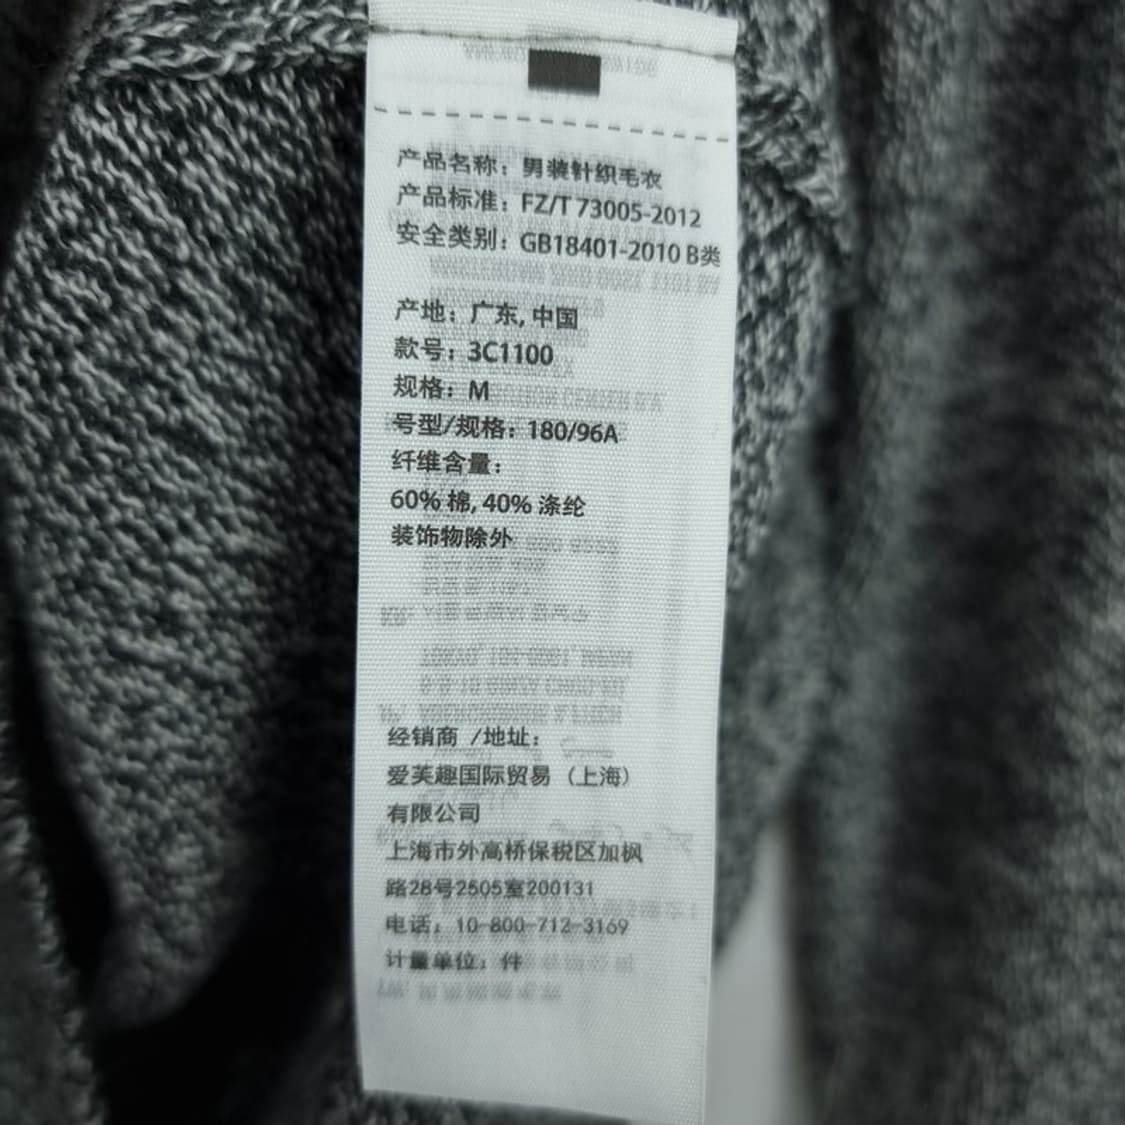 产品名称：男装针织毛衣
产品标准：FZ/T 73005-2012
安全类别：GB18401-2010 B类
产地：广东, 中国
款号：3C1100
规格：M
号型/规格：180/96A
纤维含量：
60% 棉, 40% 涤纶
装饰物除外
经销商 /地址：
爱芙趣国际贸易（上海）
有限公司
上海市外高桥保税区加枫
路28号2505室200131
电话：10-800-712-3169
计量单位：件